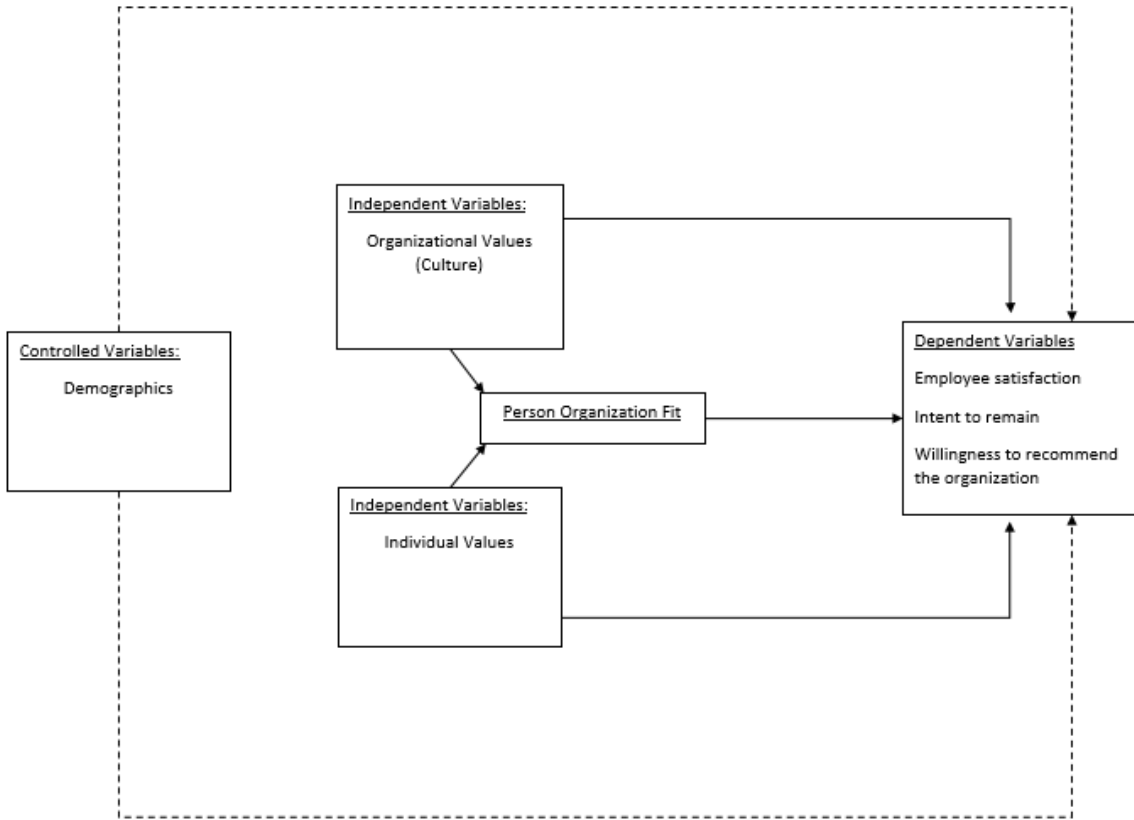 Independent Variables:
Organizational Values
(Culture)
Controlled Variables:
Demographics
Person Organization Fit
Independent Variables:
Individual Values
Dependent Variables
Employee satisfaction
Intent to remain
Willingness to recommend
the organization